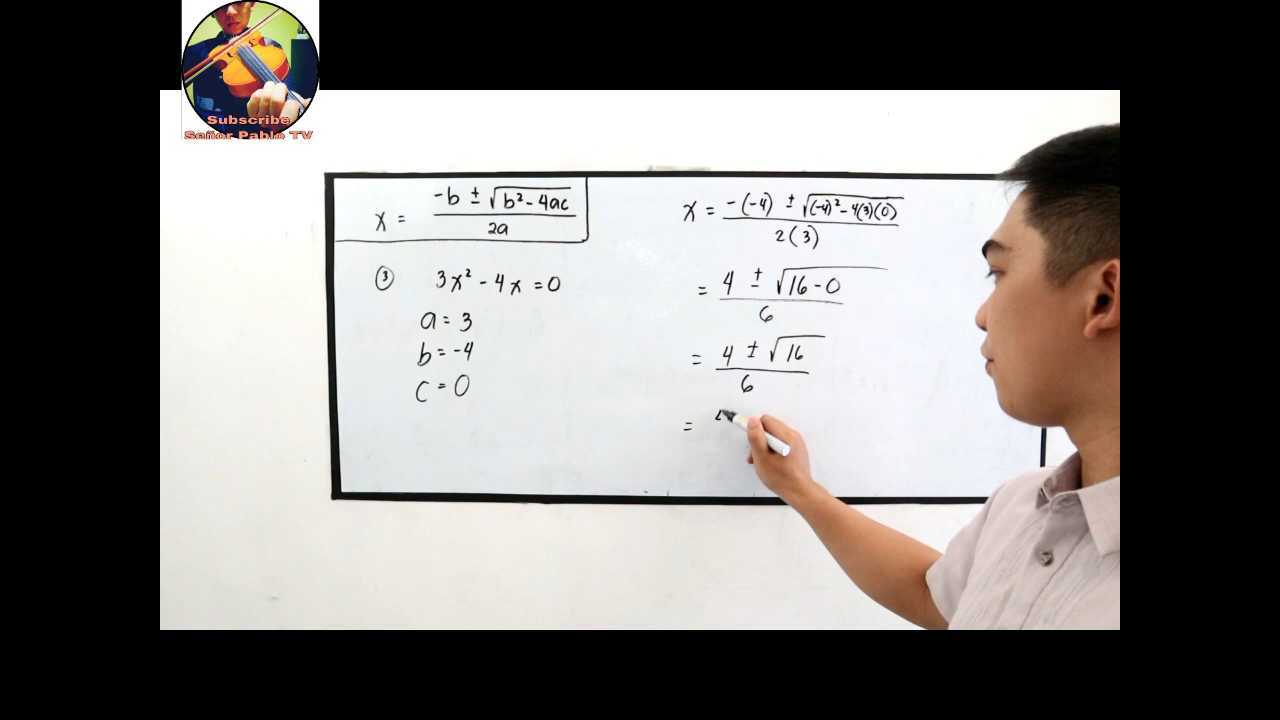 Subscribe
Señor Pablo TV
x = (-b ± √(b² - 4ac)) / 2a
③ 3x² - 4x = 0
a = 3
b = -4
c = 0
x = (-(-4) ± √((-4)² - 4(3)(0))) / 2(3)
= (4 ± √(16 - 0)) / 6
= (4 ± √16) / 6
=